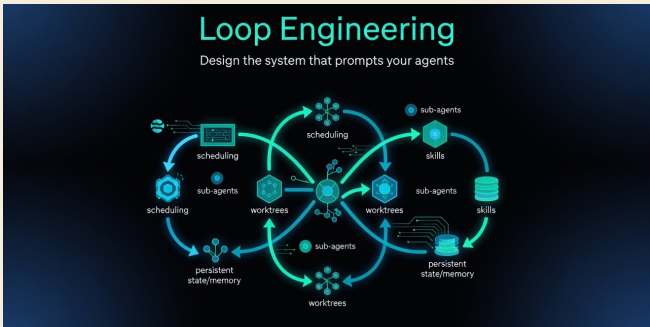 Loop Engineering
Design the system that prompts your agents
sub-agents
scheduling
scheduling
skills
sub-agents
sub-agents
scheduling
worktrees
worktrees
skills
sub-agents
persistent
state/memory
persistent
state/memory
worktrees